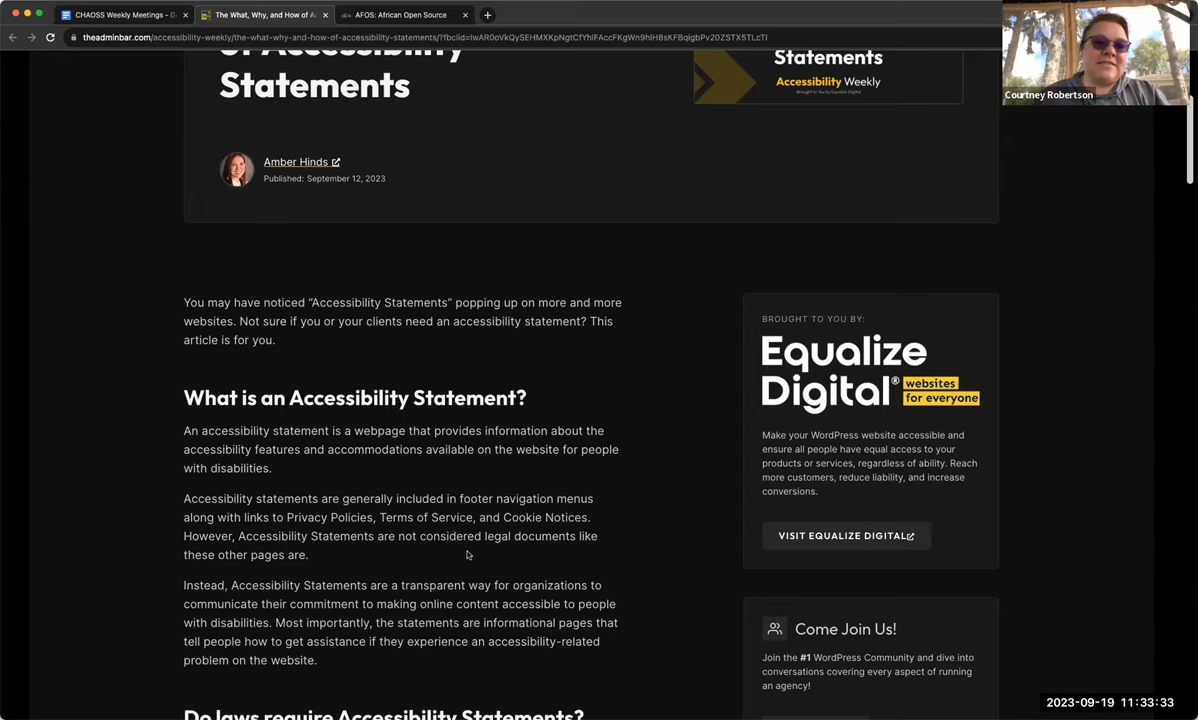 CHAOSS Weekly Meetings - G
The What, Why, and How of A
AFOS: African Open Source
theadminbar.com/accessibility-weekly/the-what-why-and-how-of-accessibility-statements/?fbclid=IwAR0oVkQySEHMXKpNgtCfYhlFAccFKgWn9hlH8sKFBqigbPv20ZSTX5TLcTI
Courtney Robertson
of Accessibility
Statements
Statements
Accessibility Weekly
Brought to You by Equalize Digital
Amber Hinds
Published: September 12, 2023
You may have noticed “Accessibility Statements” popping up on more and more
websites. Not sure if you or your clients need an accessibility statement? This
article is for you.
What is an Accessibility Statement?
An accessibility statement is a webpage that provides information about the
accessibility features and accommodations available on the website for people
with disabilities.
Accessibility statements are generally included in footer navigation menus
along with links to Privacy Policies, Terms of Service, and Cookie Notices.
However, Accessibility Statements are not considered legal documents like
these other pages are.
Instead, Accessibility Statements are a transparent way for organizations to
communicate their commitment to making online content accessible to people
with disabilities. Most importantly, the statements are informational pages that
tell people how to get assistance if they experience an accessibility-related
problem on the website.
Do laws require Accessibility Statements?
BROUGHT TO YOU BY:
Equalize
Digital® websites
for everyone
Make your WordPress website accessible and
ensure all people have equal access to your
products or services, regardless of ability. Reach
more customers, reduce liability, and increase
conversions.
VISIT EQUALIZE DIGITAL
Come Join Us!
Join the #1 WordPress Community and dive into
conversations covering every aspect of running
an agency!
2023-09-19 11:33:33